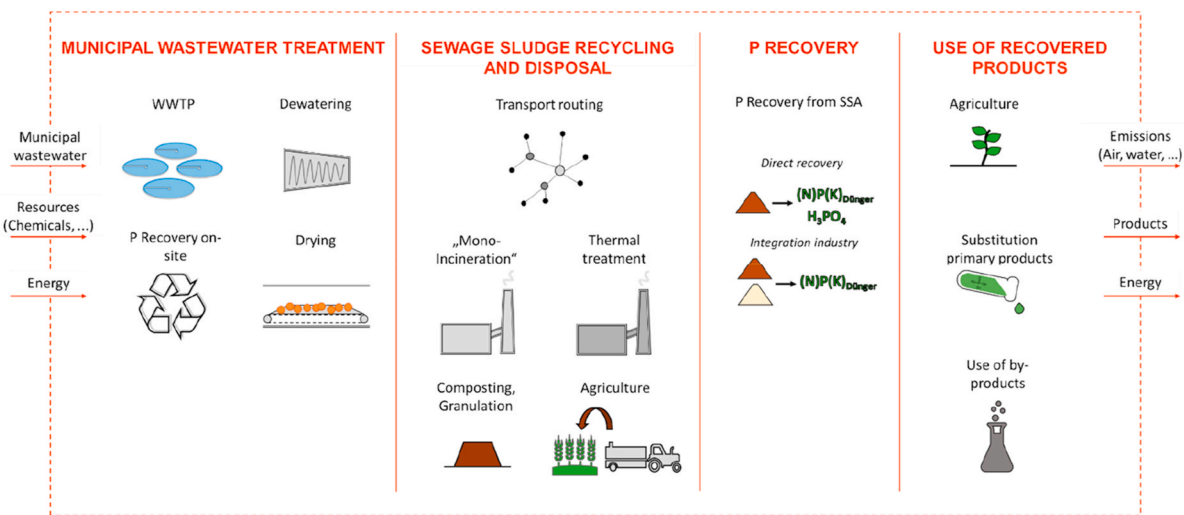 MUNICIPAL WASTEWATER TREATMENT
WWTP
Dewatering
P Recovery on-
site
Drying
SEWAGE SLUDGE RECYCLING
AND DISPOSAL
Transport routing
„Mono-
Incineration“
Thermal
treatment
Composting,
Granulation
Agriculture
P RECOVERY
P Recovery from SSA
Direct recovery
(N)P(K)Dünger
H3PO4
Integration industry
(N)P(K)Dünger
USE OF RECOVERED
PRODUCTS
Agriculture
Substitution
primary products
Use of by-
products
Municipal
wastewater
Resources
(Chemicals, ...)
Energy
Emissions
(Air, water, ...)
Products
Energy